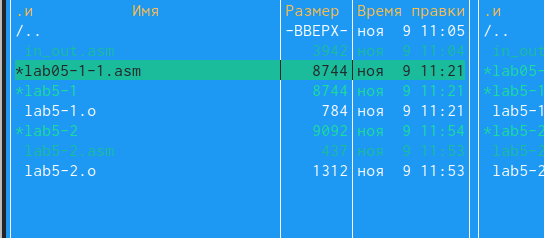 .и Имя Размер Время правки .и
/.. -ВВЕРХ- ноя 9 11:05 /..
in_out.asm 3942 ноя 9 11:04 in_out
*lab05-1-1.asm 8744 ноя 9 11:21 *lab05-
*lab5-1 8744 ноя 9 11:21 *lab5-1
lab5-1.o 784 ноя 9 11:21 lab5-1
*lab5-2 9092 ноя 9 11:54 *lab5-2
lab5-2.asm 437 ноя 9 11:53 lab5-2
lab5-2.o 1312 ноя 9 11:53 lab5-2